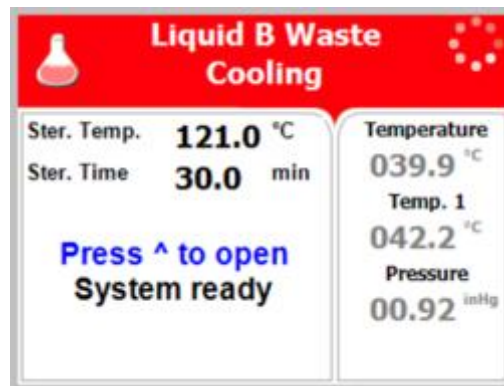 Liquid B Waste
Cooling
Ster. Temp. 121.0 °C
Ster. Time 30.0 min
Press ^ to open
System ready
Temperature
039.9 °C
Temp. 1
042.2 °C
Pressure
00.92 inHg